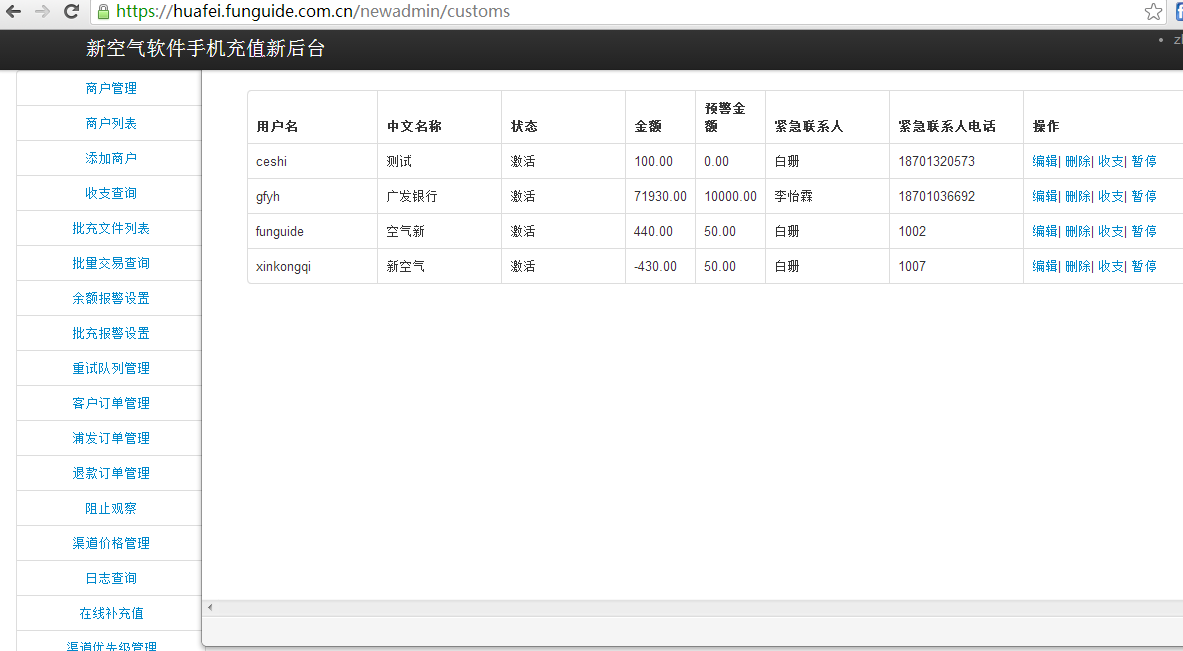 https://huafei.funguide.com.cn/newadmin/customs
新空气软件手机充值新后台
商户管理
商户列表
添加商户
收支查询
批充文件列表
批量交易查询
余额报警设置
批充报警设置
重试队列管理
客户订单管理
浦发订单管理
退款订单管理
阻止观察
渠道价格管理
日志查询
在线补充值
渠道优先级管理
用户名 中文名称 状态 金额 预警金额 紧急联系人 紧急联系人电话 操作
ceshi 测试 激活 100.00 0.00 白珊 18701320573 编辑| 删除| 收支| 暂停
gfyh 广发银行 激活 71930.00 10000.00 李怡霖 18701036692 编辑| 删除| 收支| 暂停
funguide 空气新 激活 440.00 50.00 白珊 1002 编辑| 删除| 收支| 暂停
xinkongqi 新空气 激活 -430.00 50.00 白珊 1007 编辑| 删除| 收支| 暂停